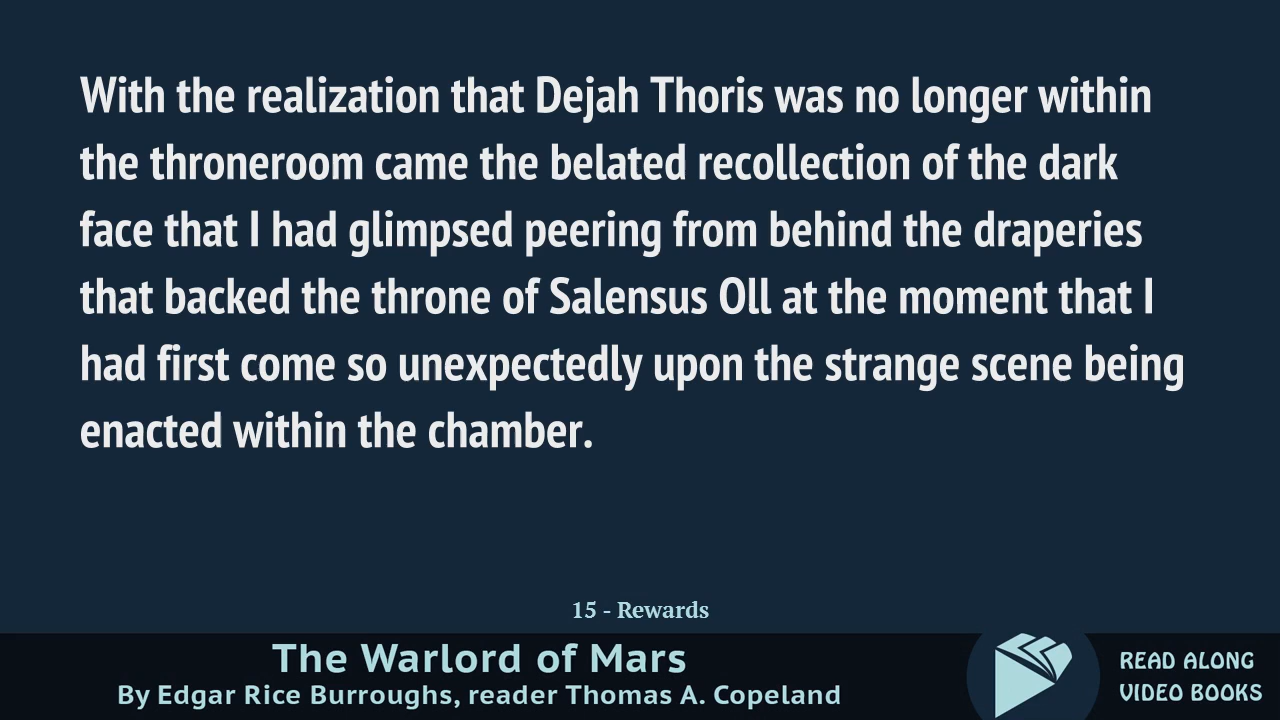 With the realization that Dejah Thoris was no longer within
the throneroom came the belated recollection of the dark
face that I had glimpsed peering from behind the draperies
that backed the throne of Salensus Oll at the moment that I
had first come so unexpectedly upon the strange scene being
enacted within the chamber.
15 - Rewards
The Warlord of Mars
By Edgar Rice Burroughs, reader Thomas A. Copeland
READ ALONG
VIDEO BOOKS